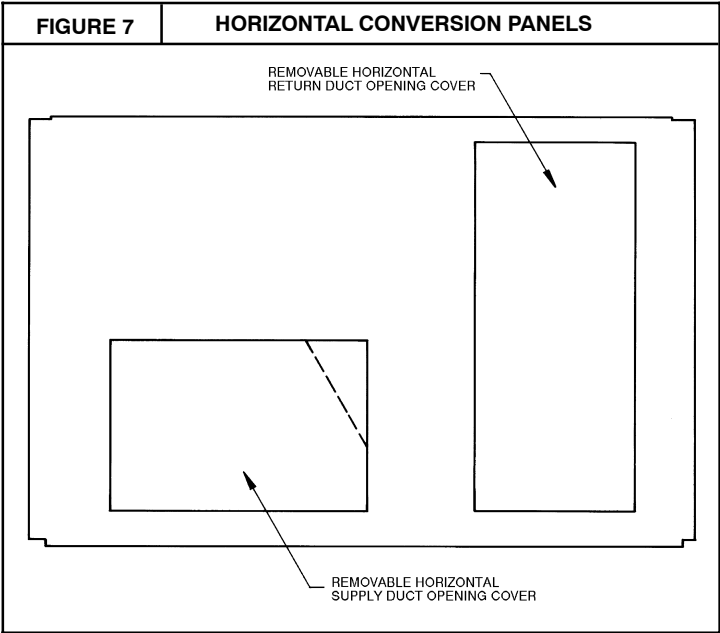 FIGURE 7
HORIZONTAL CONVERSION PANELS
REMOVABLE HORIZONTAL
RETURN DUCT OPENING COVER
REMOVABLE HORIZONTAL
SUPPLY DUCT OPENING COVER